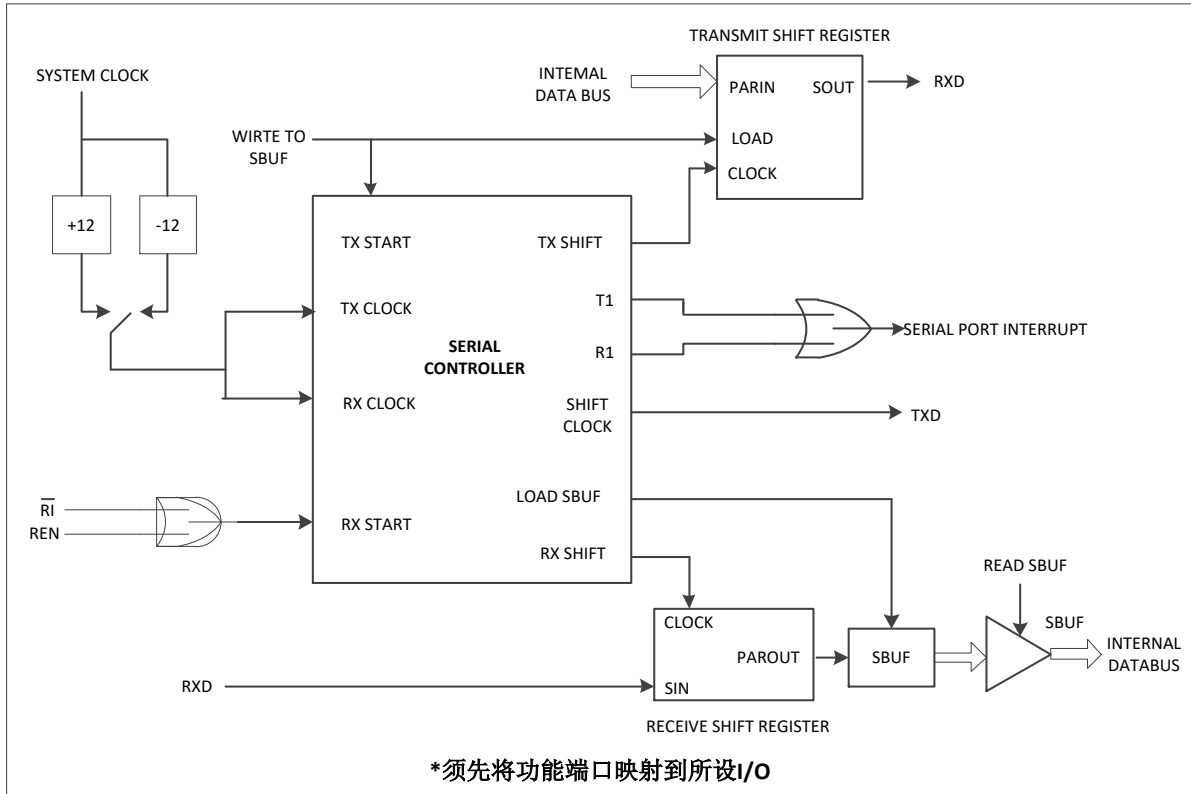 TRANSMIT SHIFT REGISTER
SYSTEM CLOCK
INTEMAL
DATA BUS
PARIN
SOUT
RXD
WIRTE TO
SBUF
LOAD
CLOCK
+12
-12
TX START
TX SHIFT
TX CLOCK
T1
SERIAL PORT INTERRUPT
SERIAL
CONTROLLER
R1
RX CLOCK
SHIFT
CLOCK
TXD
LOAD SBUF
RI
REN
RX START
RX SHIFT
READ SBUF
CLOCK
SBUF
PAROUT
SBUF
INTERNAL
DATABUS
RXD
SIN
RECEIVE SHIFT REGISTER
*须先将功能端口映射到所设I/O